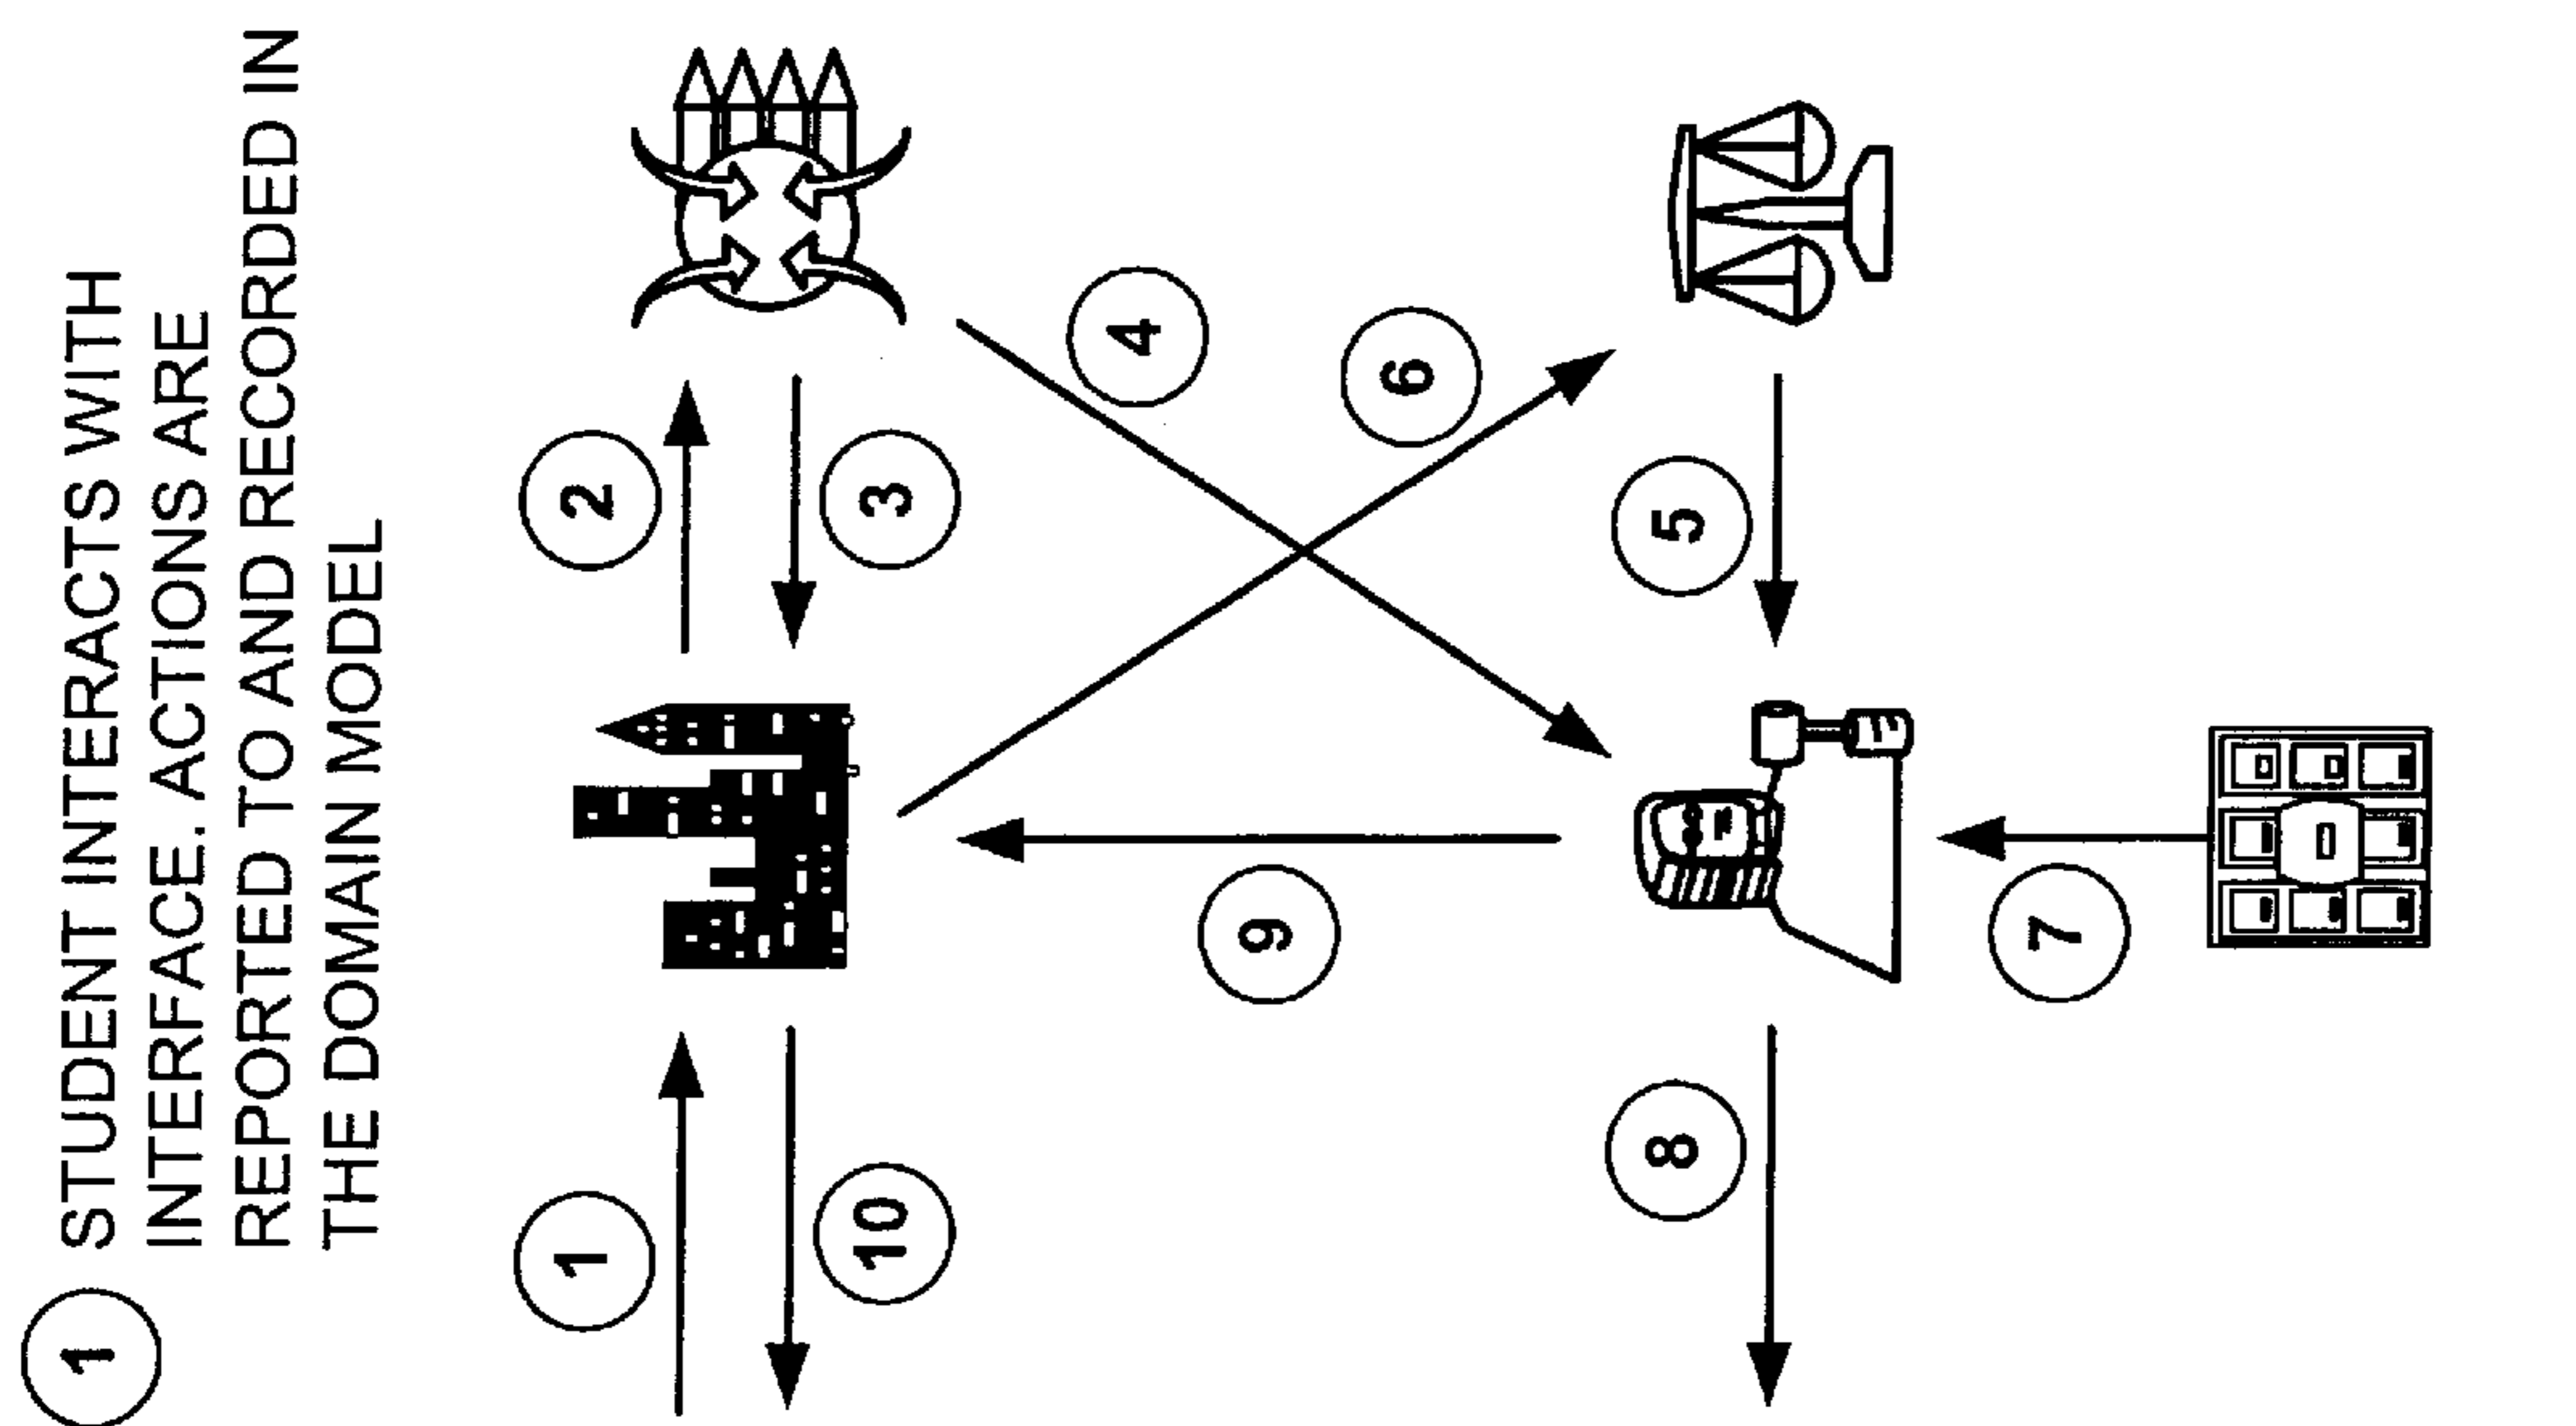 1 STUDENT INTERACTS WITH
INTERFACE. ACTIONS ARE
REPORTED TO AND RECORDED IN
THE DOMAIN MODEL
1
2
10
3
4
9
6
8
5
7